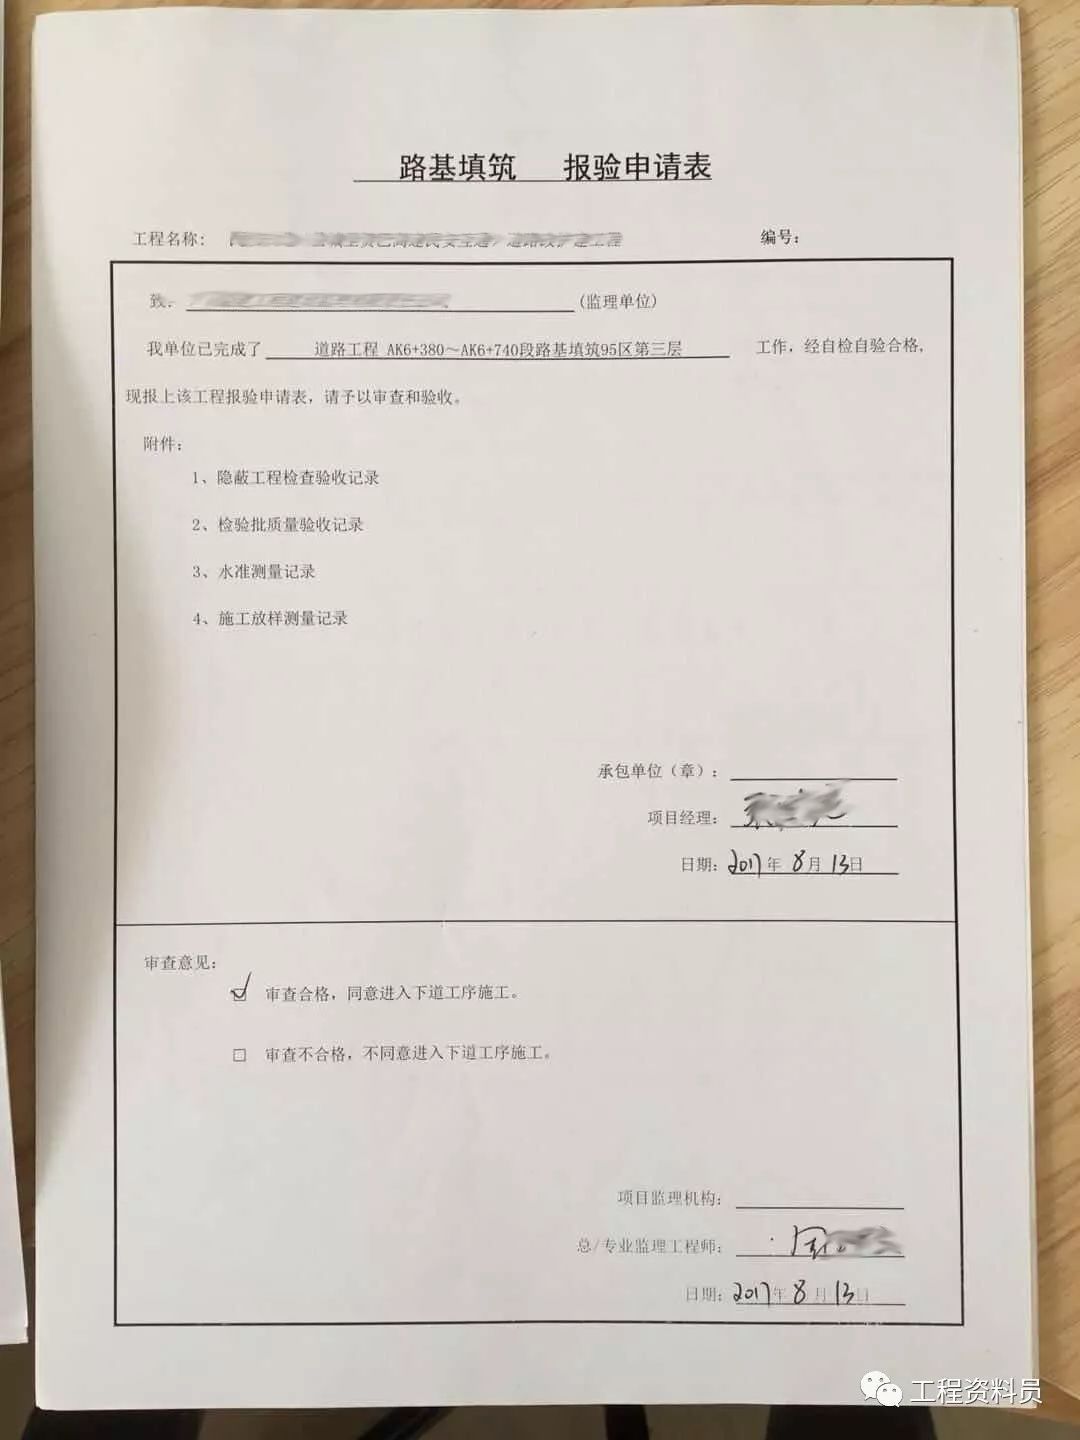 路基填筑 报验申请表
工程名称: 编号:
致: (监理单位)
我单位已完成了 道路工程 AK6+380～AK6+740段路基填筑95区第三层 工作，经自检自验合格,
现报上该工程报验申请表，请予以审查和验收。
附件:
1、隐蔽工程检查验收记录
2、检验批质量验收记录
3、水准测量记录
4、施工放样测量记录
承包单位（章）:
项目经理:
日期: 2017年 8月 13日
审查意见:
审查合格，同意进入下道工序施工。
□ 审查不合格，不同意进入下道工序施工。
项目监理机构:
总/专业监理工程师:
日期: 2017年 8月 13日
工程资料员